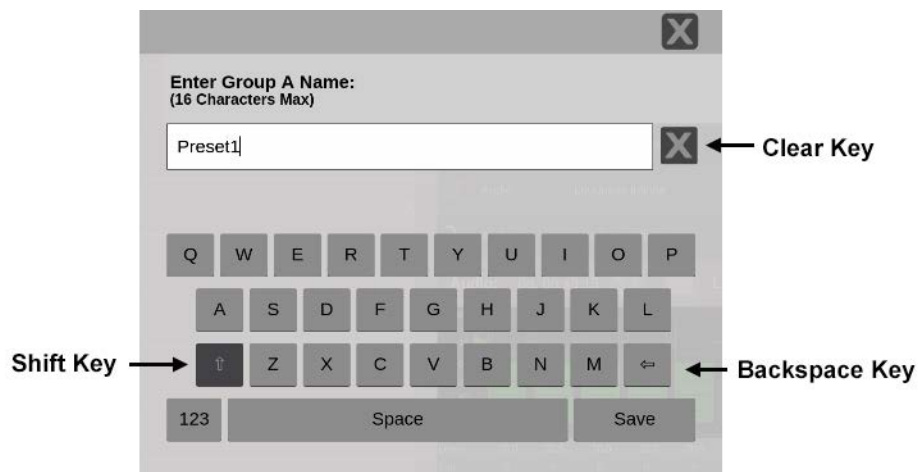 X
Enter Group A Name:
(16 Characters Max)
Preset1
X
Clear Key
Q W E R T Y U I O P
A S D F G H J K L
Shift Key
⇧ Z X C V B N M ⇦
Backspace Key
123 Space Save